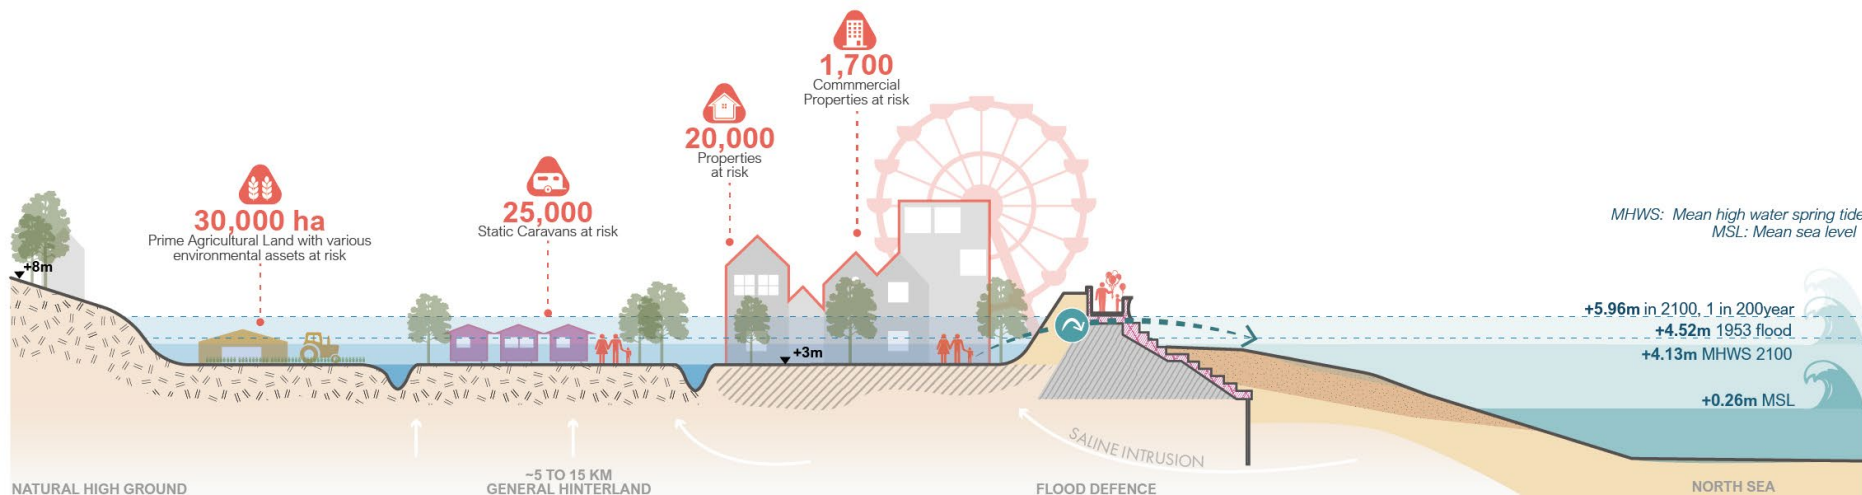 1,700
Commmercial
Properties at risk
20,000
Properties
at risk
30,000 ha
Prime Agricultural Land with various
environmental assets at risk
25,000
Static Caravans at risk
MHWS: Mean high water spring tide
MSL: Mean sea level
+8m
+3m
+5.96m in 2100, 1 in 200year
+4.52m 1953 flood
+4.13m MHWS 2100
+0.26m MSL
SALINE INTRUSION
NATURAL HIGH GROUND
~5 TO 15 KM
GENERAL HINTERLAND
FLOOD DEFENCE
NORTH SEA